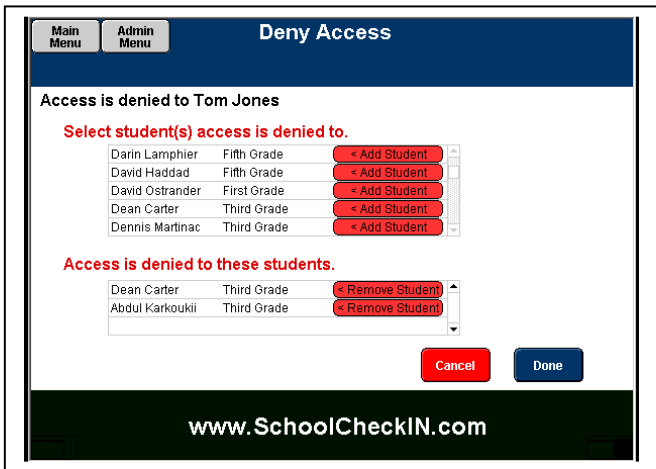 Main Menu
Admin Menu
Deny Access
Access is denied to Tom Jones
Select student(s) access is denied to.
Darin Lamphier Fifth Grade < Add Student
David Haddad Fifth Grade < Add Student
David Ostrander First Grade < Add Student
Dean Carter Third Grade < Add Student
Dennis Martinac Third Grade < Add Student
Access is denied to these students.
Dean Carter Third Grade < Remove Student
Abdul Karkoukii Third Grade < Remove Student
Cancel Done
www.SchoolCheckIN.com